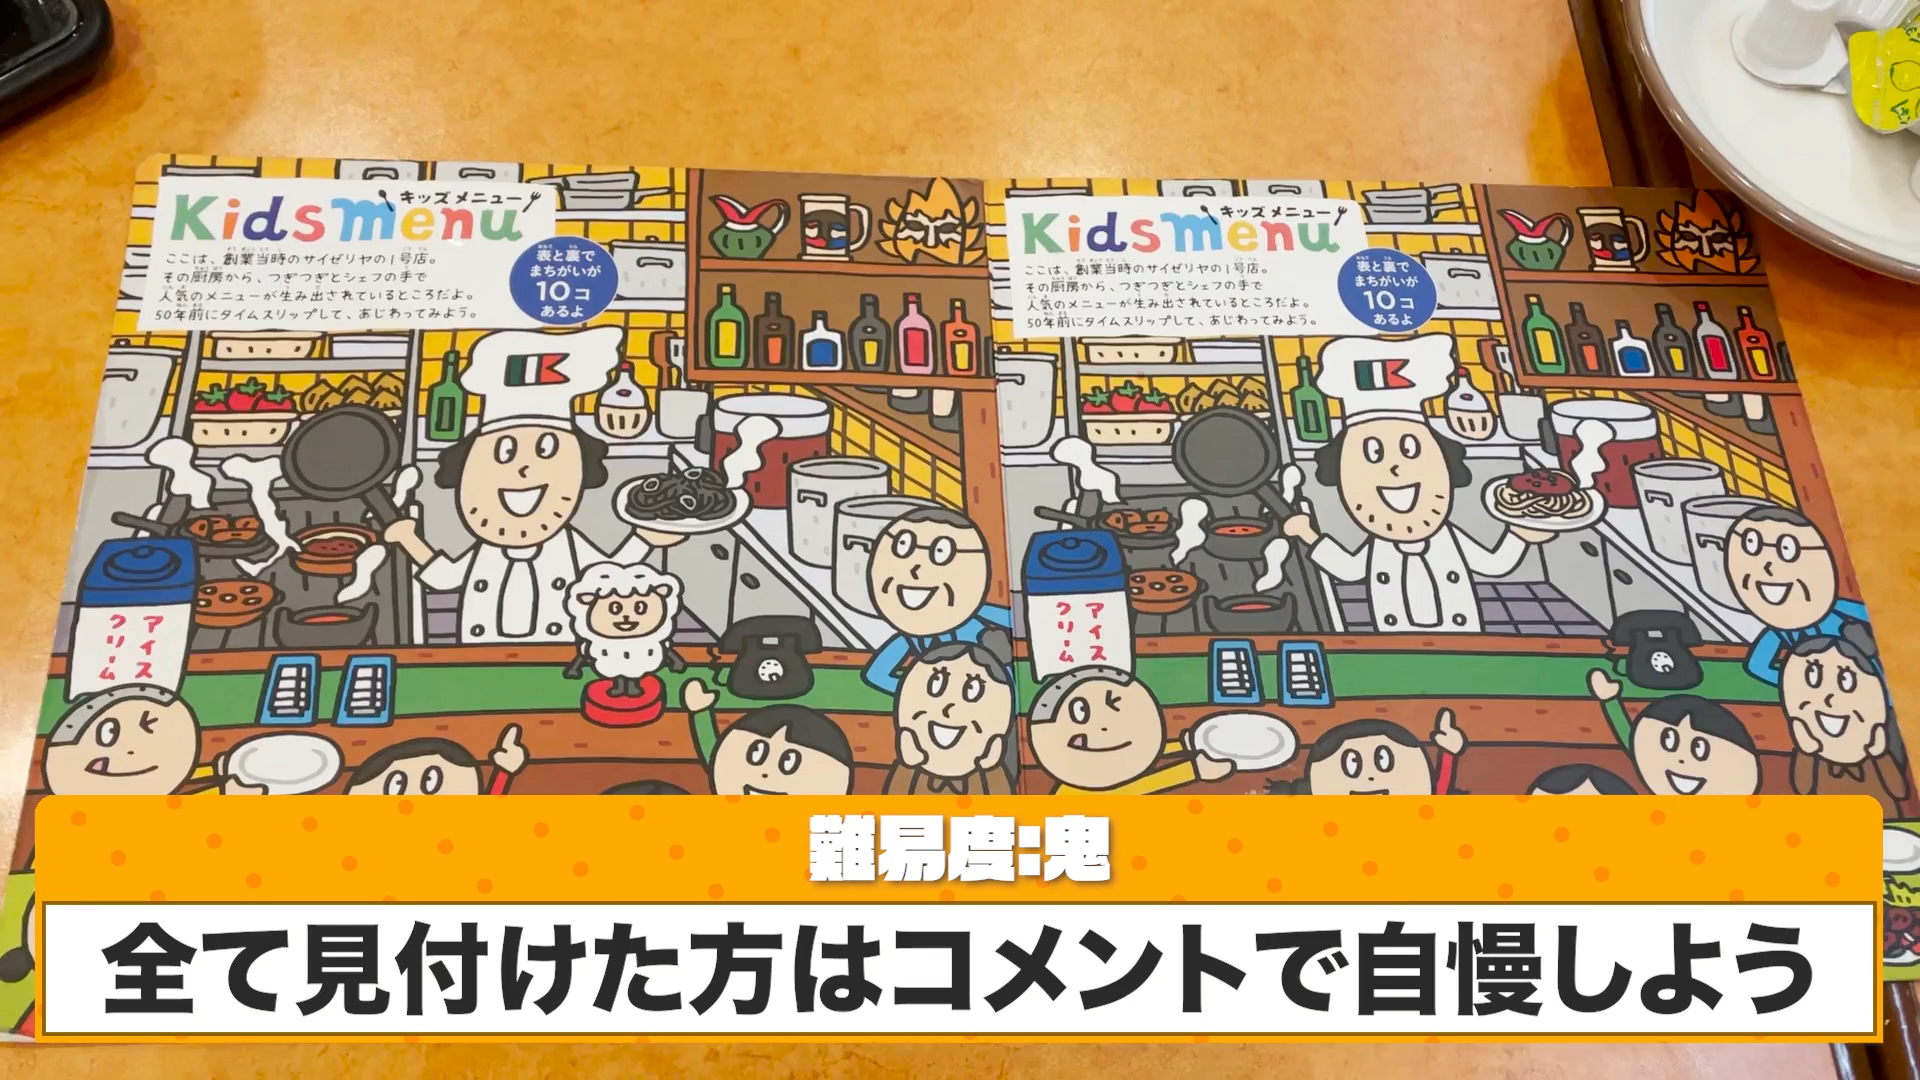 キッズメニュー
Kidsmenu
ここは、創業当時のサイゼリヤの1号店。
その厨房から、つぎつぎとシェフの手で
人気のメニューが生み出されているところだよ。
50年前にタイムスリップして、あじわってみよう。
表と裏で
まちがいが
10コ
あるよ
アイス
クリーム
キッズメニュー
Kidsmenu
ここは、創業当時のサイゼリヤの1号店。
その厨房から、つぎつぎとシェフの手で
人気のメニューが生み出されているところだよ。
50年前にタイムスリップして、あじわってみよう。
表と裏で
まちがいが
10コ
あるよ
アイス
クリーム
難易度:鬼
全て見付けた方はコメントで自慢しよう